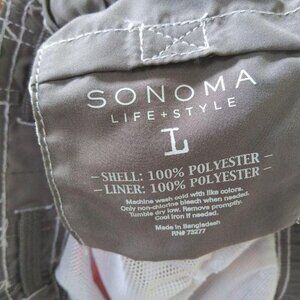 SONOMA
LIFE + STYLE
L
- SHELL: 100% POLYESTER -
- LINER: 100% POLYESTER -
Machine wash cold with like colors.
Only non-chlorine bleach when needed.
Tumble dry low. Remove promptly.
Cool iron if needed.
Made in Bangladesh
RN# 73277